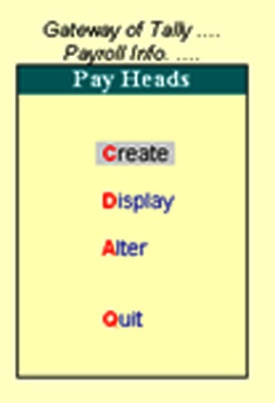 Gateway of Tally ....
Payroll Info. ....
Pay Heads
Create
Display
Alter
Quit